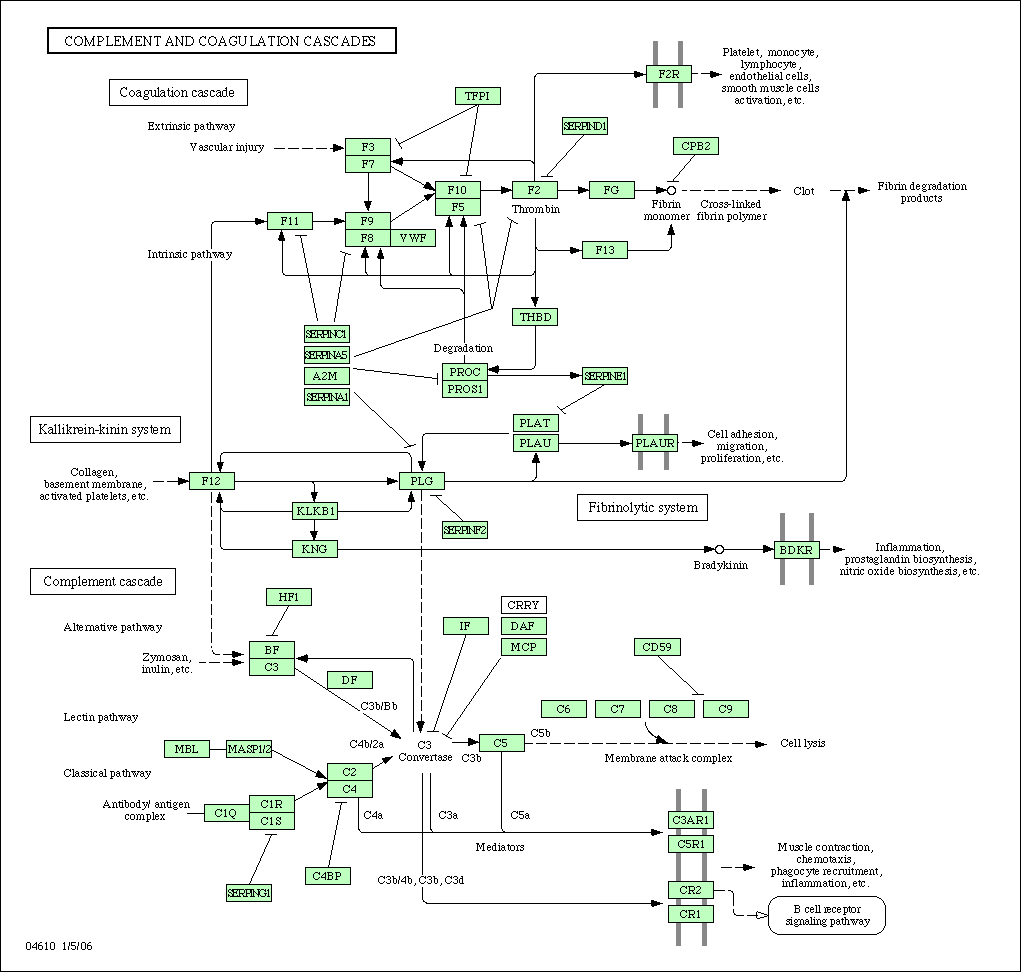 COMPLEMENT AND COAGULATION CASCADES
Platelet, monocyte,
lymphocyte,
endothelial cells,
smooth muscle cells
activation, etc.
F2R
Coagulation cascade
TFPI
Extrinsic pathway
SERPIND1
Vascular injury
F3
F7
CPB2
F10
F5
F2
Thrombin
FG
Fibrin
monomer
Cross-linked
fibrin polymer
Clot
Fibrin degradation
products
F11
F9
F8
VWF
F13
Intrinsic pathway
THBD
SERPINC1
SERPINA5
A2M
SERPINA1
Degradation
PROC
PROS1
SERPINE1
PLAT
PLAU
PLAUR
Cell adhesion,
migration,
proliferation, etc.
Kallikrein-kinin system
Collagen,
basement membrane,
activated platelets, etc.
F12
PLG
KLKB1
SERPINF2
Fibrinolytic system
KNG
Bradykinin
BDKR
Inflammation,
prostaglandin biosynthesis,
nitric oxide biosynthesis, etc.
Complement cascade
HF1
CRRY
IF
DAF
MCP
CD59
Alternative pathway
Zymosan,
inulin, etc.
BF
C3
DF
C3b/Bb
C6
C7
C8
C9
Lectin pathway
C4b/2a
C3
Convertase
C3b
C5
C5b
Cell lysis
Membrane attack complex
MBL
MASP1/2
Classical pathway
C2
C4
Antibody/ antigen
complex
C1Q
C1R
C1S
C4a
C3a
C5a
Mediators
C3AR1
C5R1
Muscle contraction,
chemotaxis,
phagocyte recruitment,
inflammation, etc.
C4BP
SERPING1
C3b/4b, C3b, C3d
CR2
CR1
B cell receptor
signaling pathway
04610 1/5/06